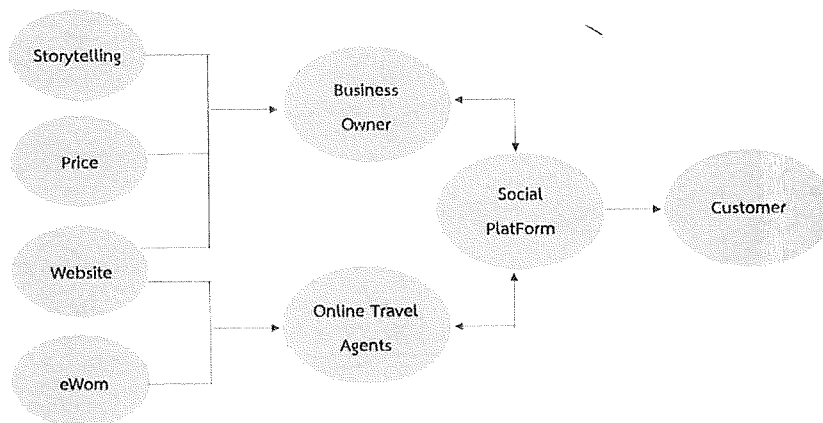 Storytelling
Price
Website
eWom
Business
Owner
Online Travel
Agents
Social
PlatForm
Customer